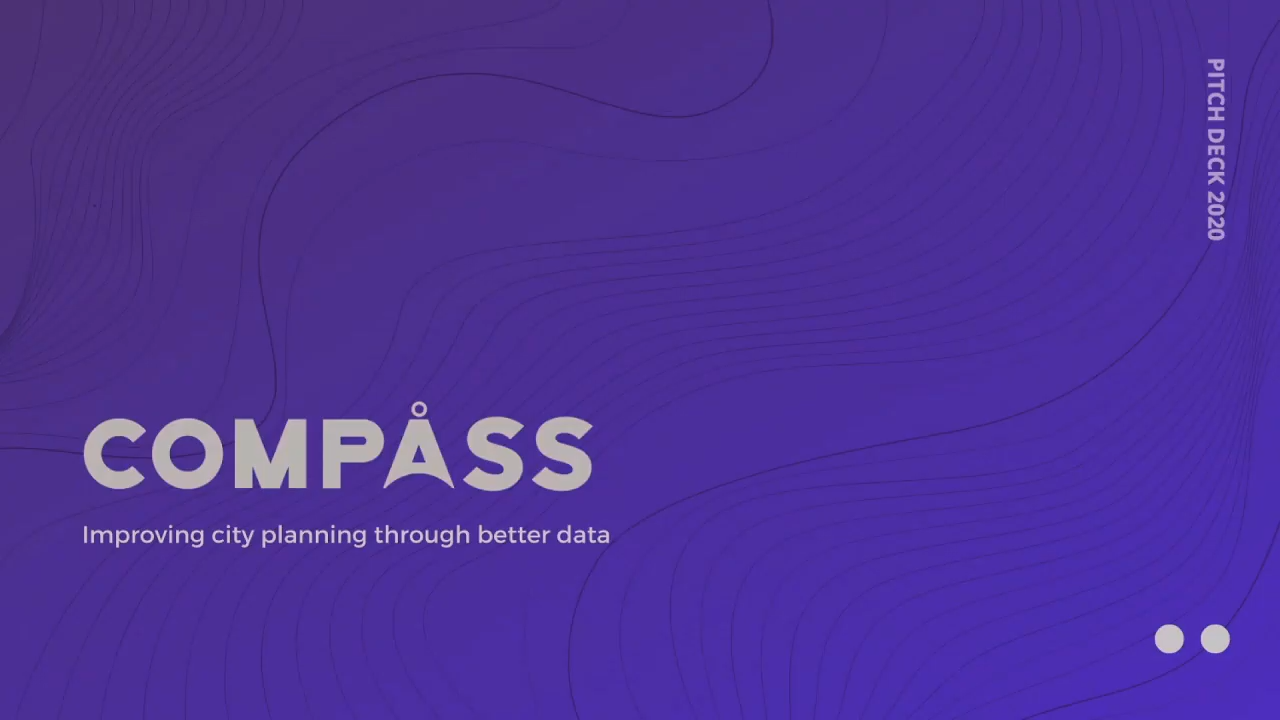 PITCH DECK 2020
COMPASS
Improving city planning through better data